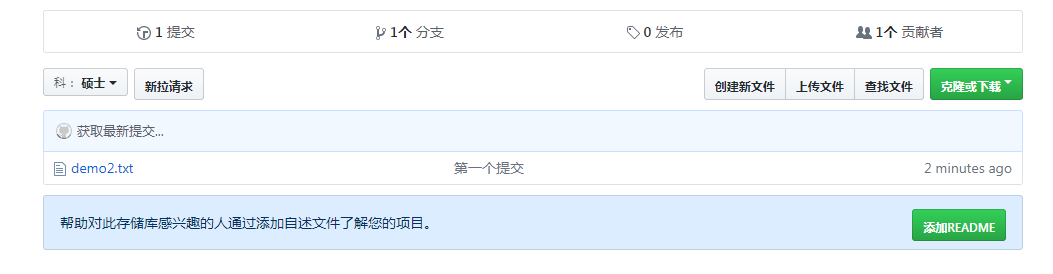 1 提交 1个 分支 0 发布 1个 贡献者
科： 硕士 新拉请求 创建新文件 上传文件 查找文件 克隆或下载
获取最新提交...
demo2.txt 第一个提交 2 minutes ago
帮助对此存储库感兴趣的人通过添加自述文件了解您的项目。 添加README